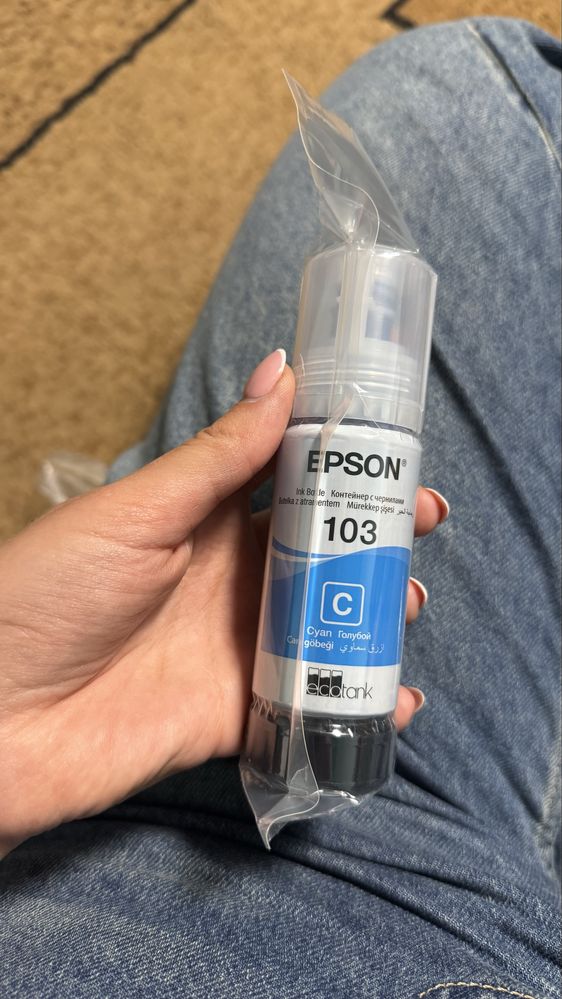 EPSON®
Ink Bottle Контейнер с чернилами
Butelka z atramentem Mürekkep şişesi
103
C
Cyan Голубой
göbeği أزرق سماوي
ecotank